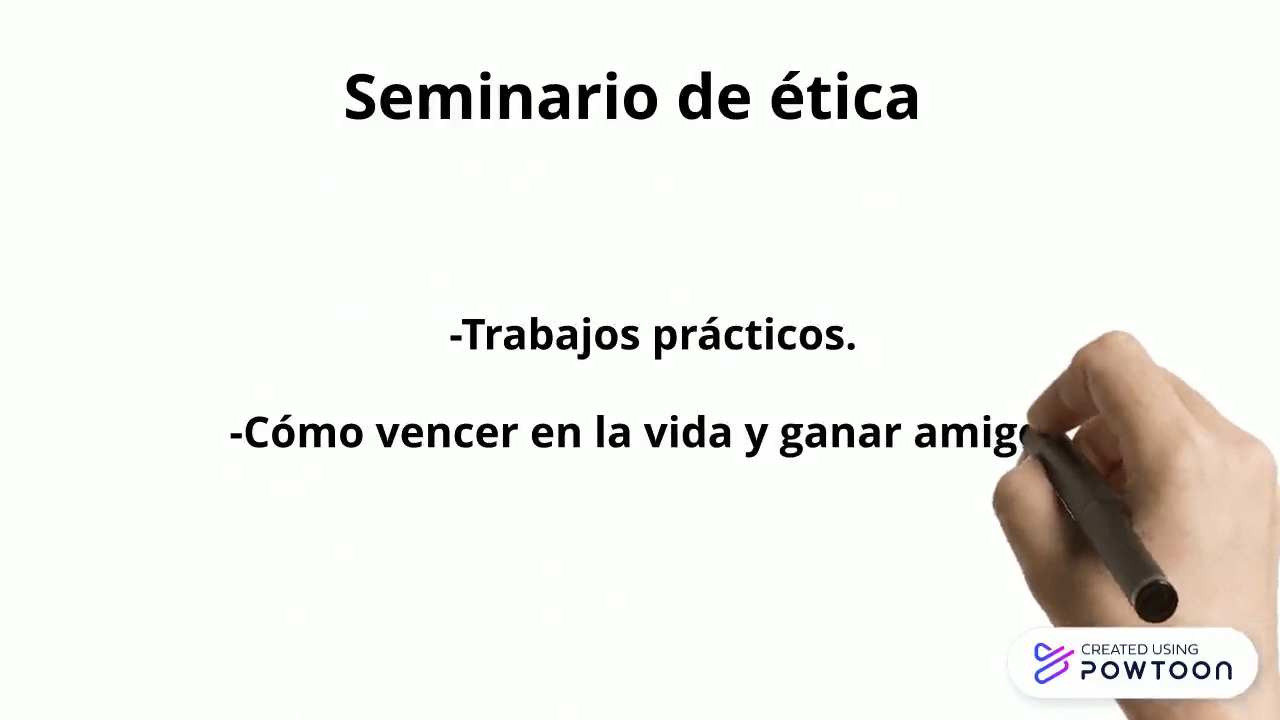 Seminario de ética
-Trabajos prácticos.
-Cómo vencer en la vida y ganar
CREATED USING
POWTOON